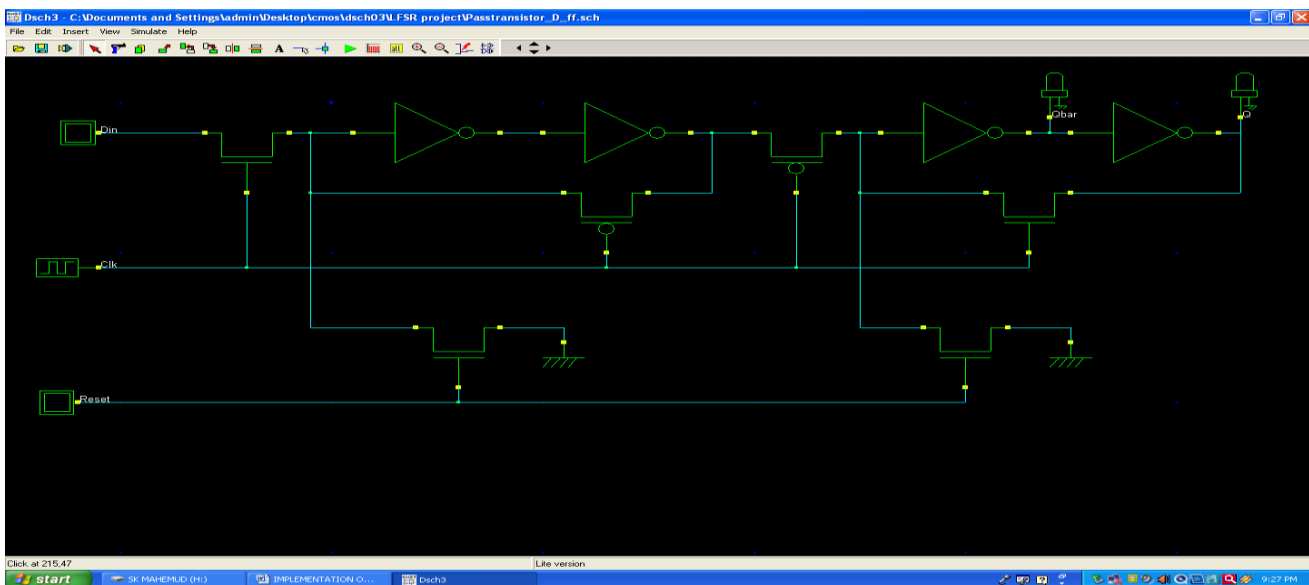 Dsch3 - C:\Documents and Settings\admin\Desktop\cmos\dsch03\LFSR project\Passtransistor_D_ff.sch
File Edit Insert View Simulate Help
A
Qbar
Q
Din
Clk
Reset
Click at 215,47
Lite version
start
SK MAHEMUD (H:)
IMPLEMENTATION O...
Dsch3
9:27 PM